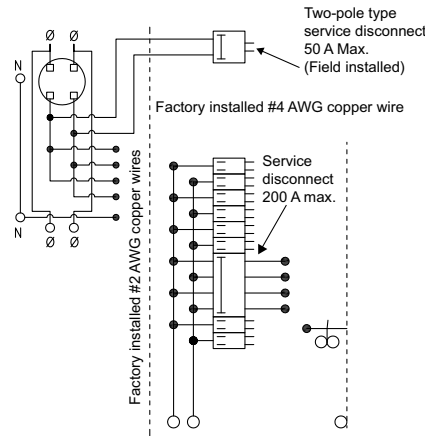 Ø Ø
N
Two-pole type
service disconnect
50 A Max.
(Field installed)
Factory installed #4 AWG copper wire
Service
disconnect
200 A max.
Factory installed #2 AWG copper wires
N
Ø Ø